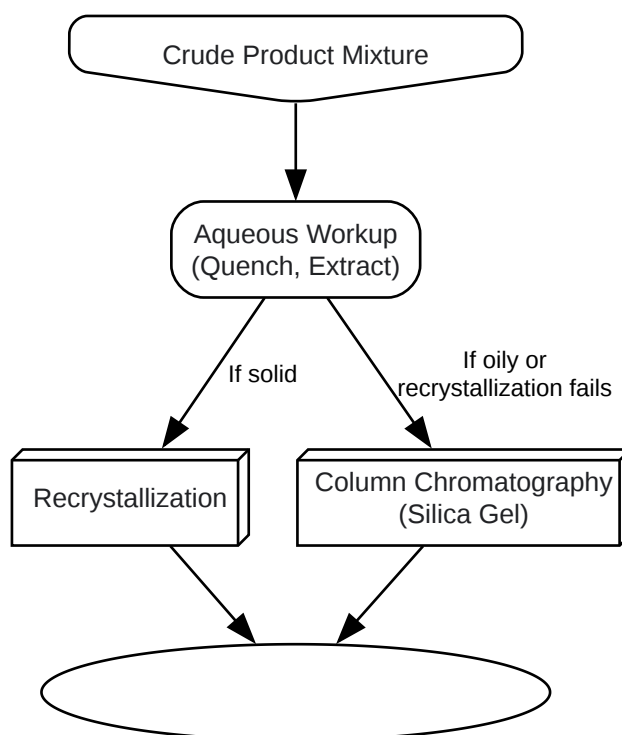 Crude Product Mixture
Aqueous Workup
(Quench, Extract)
If solid
If oily or
recrystallization fails
Recrystallization
Column Chromatography
(Silica Gel)